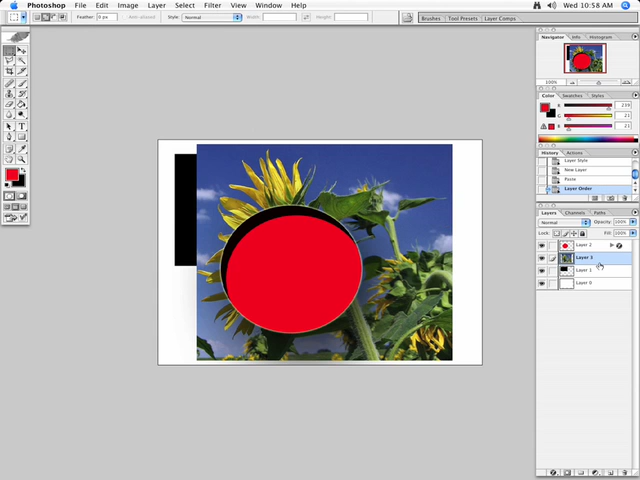 Photoshop File Edit Image Layer Select Filter View Window Help Wed 10:58 AM
Feather: 0 px Anti-aliased Style: Normal Width: Height: Brushes Tool Presets Layer Comps
Navigator Info Histogram
100%
Color Swatches Styles
R 239
G 21
B 21
History Actions
Layer Style
New Layer
Paste
Layer Order
Layers Channels Paths
Normal Opacity: 100%
Lock: Fill: 100%
Layer 2
Layer 3
Layer 1
Layer 0